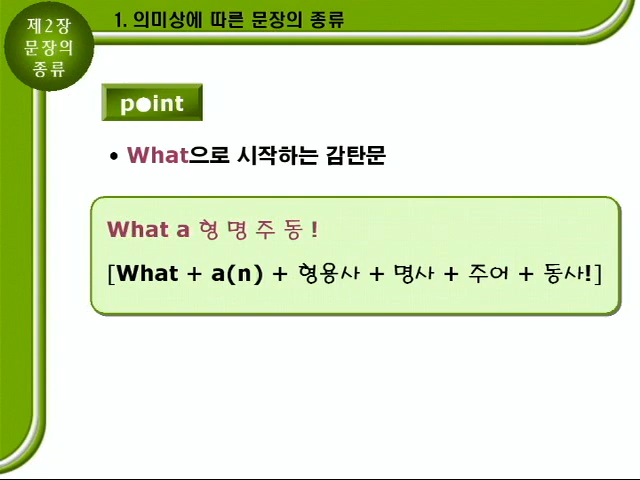 제2장
문장의
종류
1. 의미상에 따른 문장의 종류
point
• What으로 시작하는 감탄문
What a 형 명 주 동 !
[What + a(n) + 형용사 + 명사 + 주어 + 동사!]